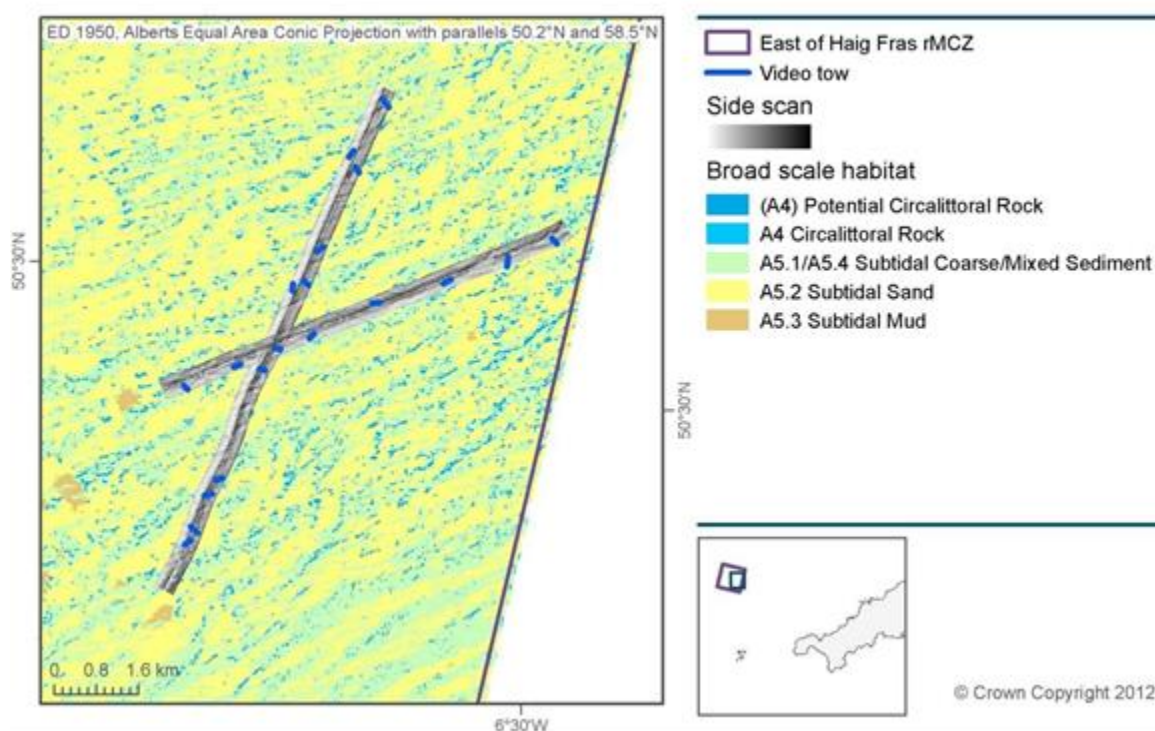 ED 1950, Alberts Equal Area Conic Projection with parallels 50.2°N and 58.5°N
50°30'N
50°30'N
0 0.8 1.6 km
6°30'W
East of Haig Fras rMCZ
Video tow
Side scan
Broad scale habitat
(A4) Potential Circalittoral Rock
A4 Circalittoral Rock
A5.1/A5.4 Subtidal Coarse/Mixed Sediment
A5.2 Subtidal Sand
A5.3 Subtidal Mud
© Crown Copyright 2012